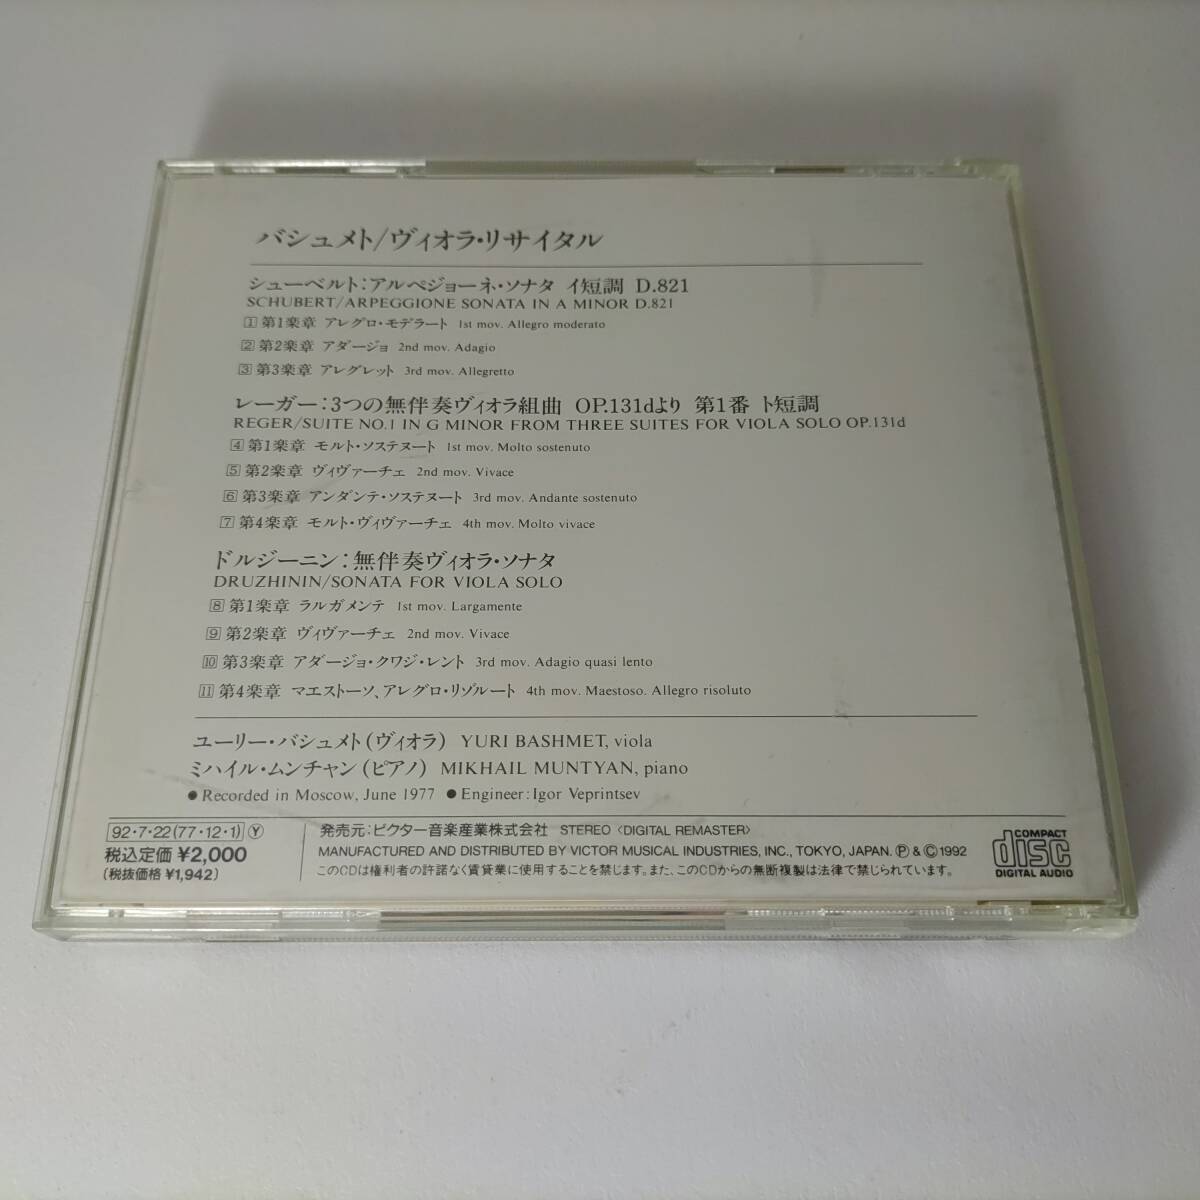 バシュメト/ヴィオラ・リサイタル
シューベルト：アルペジョーネ・ソナタ イ短調 D.821
SCHUBERT/ARPEGGIONE SONATA IN A MINOR D.821
1 第1楽章 アレグロ・モデラート 1st mov. Allegro moderato
2 第2楽章 アダージョ 2nd mov. Adagio
3 第3楽章 アレグレット 3rd mov. Allegretto
レーガー：3つの無伴奏ヴィオラ組曲 OP.131dより 第1番 ト短調
REGER/SUITE NO.1 IN G MINOR FROM THREE SUITES FOR VIOLA SOLO OP.131d
4 第1楽章 モルト・ソステヌート 1st mov. Molto sostenuto
5 第2楽章 ヴィヴァーチェ 2nd mov. Vivace
6 第3楽章 アンダンテ・ソステヌート 3rd mov. Andante sostenuto
7 第4楽章 モルト・ヴィヴァーチェ 4th mov. Molto vivace
ドルジーニン：無伴奏ヴィオラ・ソナタ
DRUZHININ/SONATA FOR VIOLA SOLO
8 第1楽章 ラルガメンテ 1st mov. Largamente
9 第2楽章 ヴィヴァーチェ 2nd mov. Vivace
10 第3楽章 アダージョ・クワジ・レント 3rd mov. Adagio quasi lento
11 第4楽章 マエストーソ、アレグロ・リゾルート 4th mov. Maestoso. Allegro risoluto
ユーリー・バシュメト（ヴィオラ） YURI BASHMET, viola
ミハイル・ムンチャン（ピアノ） MIKHAIL MUNTYAN, piano
●Recorded in Moscow, June 1977 ●Engineer:Igor Veprintsev
92・7・22(77・12・1) Ⓨ
税込定価 ¥2,000
（税抜価格 ¥1,942）
発売元：ビクター音楽産業株式会社 STEREO〈DIGITAL REMASTER〉
MANUFACTURED AND DISTRIBUTED BY VICTOR MUSICAL INDUSTRIES, INC., TOKYO, JAPAN. Ⓟ & Ⓒ 1992
このCDは権利者の許諾なく賃貸業に使用することを禁じます。また、このCDからの無断複製は法律で禁じられています。
COMPACT
disc
DIGITAL AUDIO